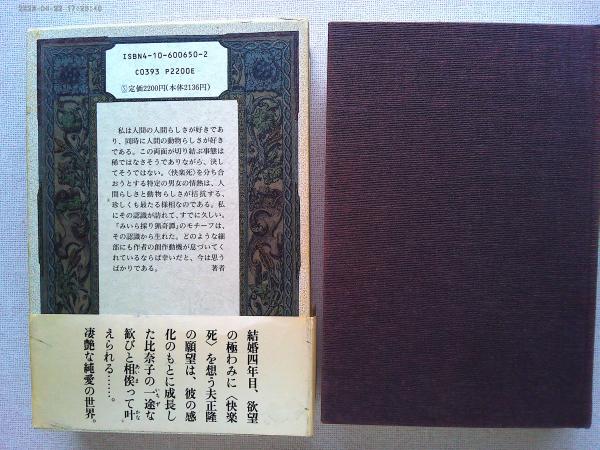 ISBN4-10-600650-2
C0393 P2200E
定価2200円(本体2136円)
私は人間の人間らしさが好きであ
り、同時に人間の動物らしさが好き
である。この両面が切り結ぶ事態は
稀ではなさそうでありながら、決し
てそうではない。〈快楽死〉を分ち合
おうとする特定の男女の情熱は、人
間らしさと動物らしさが拮抗する、
珍しくも最たる様相なのである。私
にその認識が訪れて、すでに久しい。
『みいら採り猟奇譚』のモチーフは、
その認識から生れた。どのような細
部にも作者の創作動機が息づいてく
れているならば幸いだと、今は思う
ばかりである。 著者
結婚四年目、欲望
の極わみに〈快楽
死〉を想う夫正隆
の願望は、彼の感
化のもとに成長し
た比奈子の一途な
歓びと相俟って叶
えられる……。
凄艶な純愛の世界。